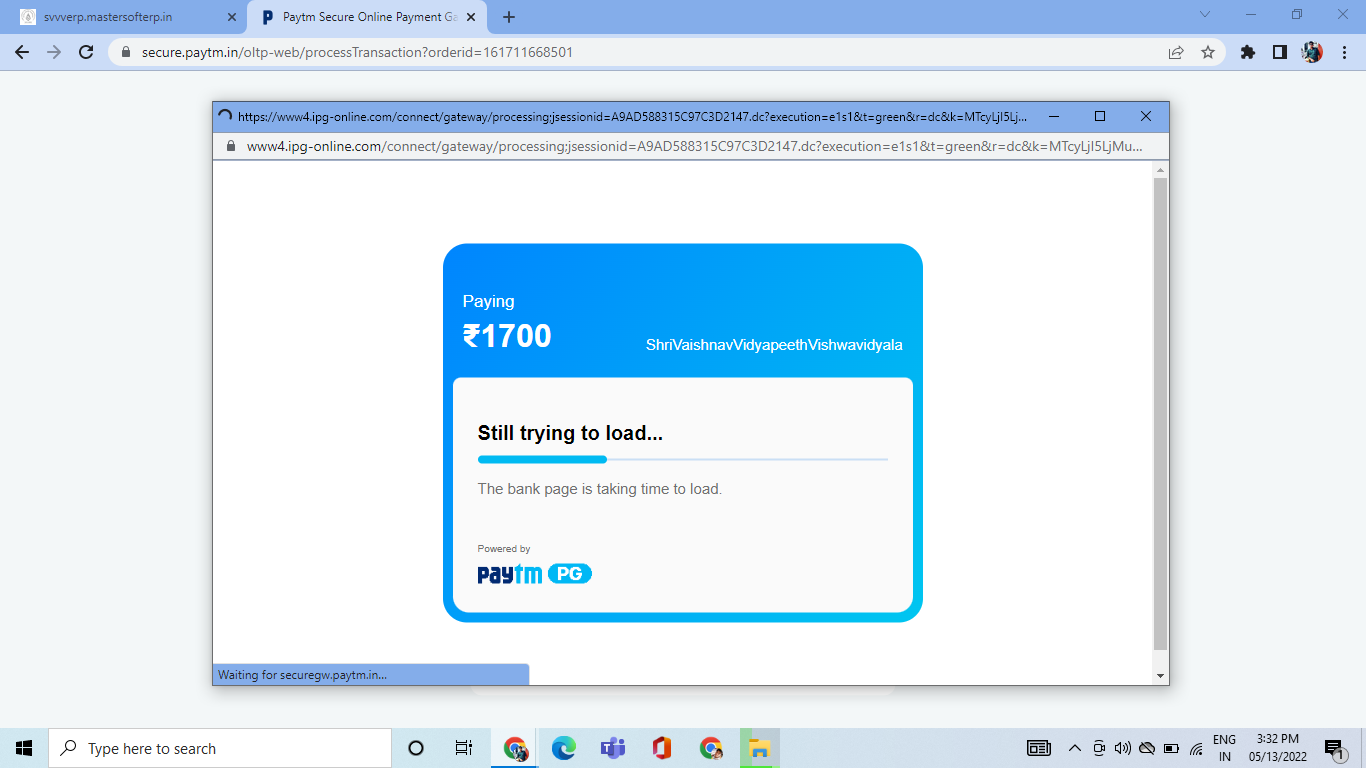 svvverp.mastersofterp.in
Paytm Secure Online Payment Ga
secure.paytm.in/oltp-web/processTransaction?orderid=161711668501
https://www4.ipg-online.com/connect/gateway/processing;jsessionid=A9AD588315C97C3D2147.dc?execution=e1s1&t=green&r=dc&k=MTcyLjI5Lj...
www4.ipg-online.com/connect/gateway/processing;jsessionid=A9AD588315C97C3D2147.dc?execution=e1s1&t=green&r=dc&k=MTcyLjI5LjMu...
Paying
₹1700
ShriVaishnavVidyapeethVishwavidyala
Still trying to load...
The bank page is taking time to load.
Powered by
paytm PG
Waiting for securegw.paytm.in...
Type here to search
ENG
IN
3:32 PM
05/13/2022
1